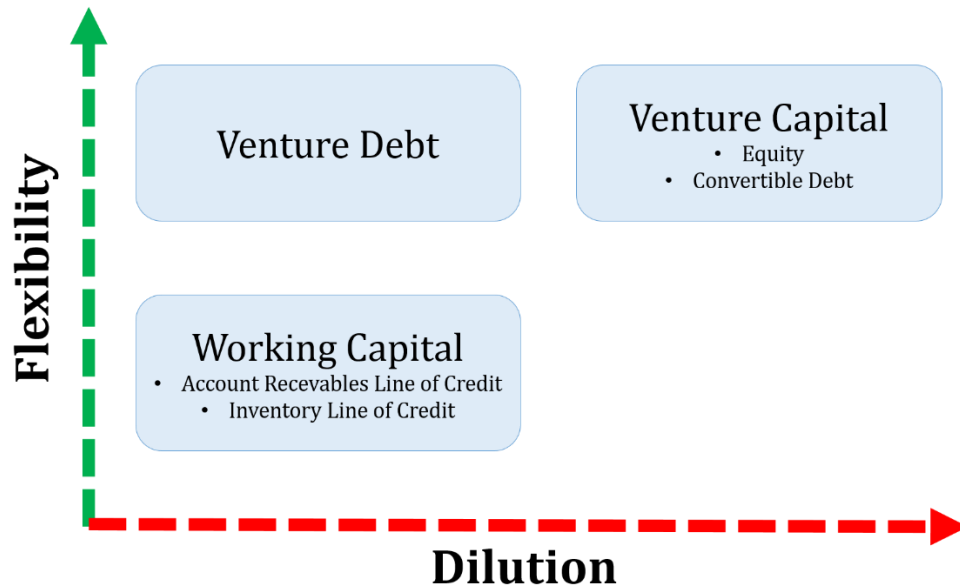 Flexibility
Venture Debt
Venture Capital
• Equity
• Convertible Debt
Working Capital
• Account Recevables Line of Credit
• Inventory Line of Credit
Dilution